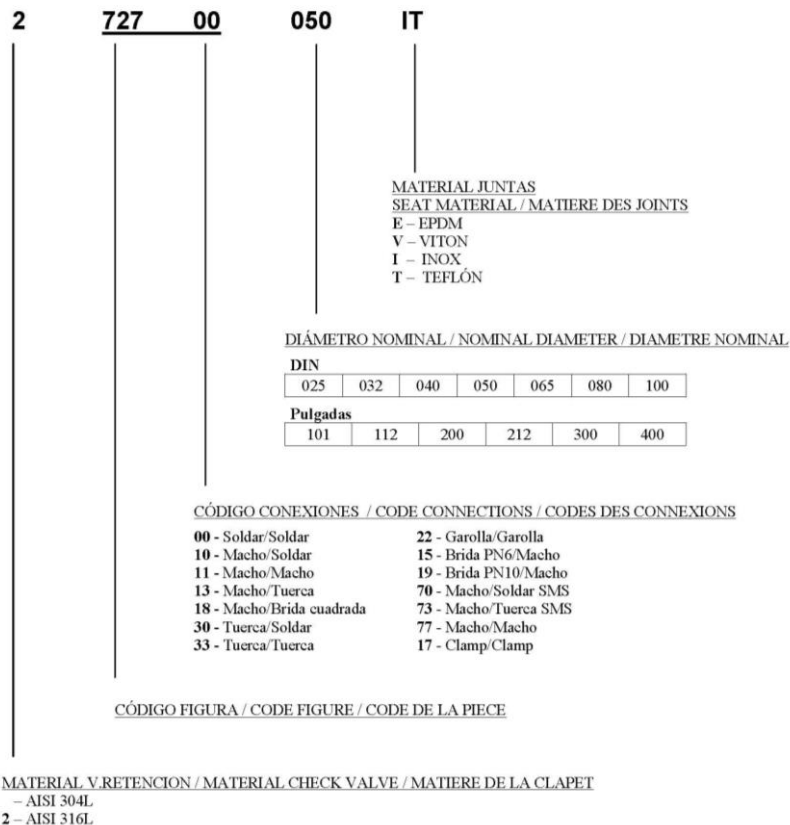 2 727 00 050 IT
MATERIAL JUNTAS
SEAT MATERIAL / MATIERE DES JOINTS
E – EPDM
V – VITON
I – INOX
T – TEFLÓN
DIÁMETRO NOMINAL / NOMINAL DIAMETER / DIAMETRE NOMINAL
DIN
025 032 040 050 065 080 100
Pulgadas
101 112 200 212 300 400
CÓDIGO CONEXIONES / CODE CONNECTIONS / CODES DES CONNEXIONS
00 - Soldar/Soldar 22 - Garolla/Garolla
10 - Macho/Soldar 15 - Brida PN6/Macho
11 - Macho/Macho 19 - Brida PN10/Macho
13 - Macho/Tuerca 70 - Macho/Soldar SMS
18 - Macho/Brida cuadrada 73 - Macho/Tuerca SMS
30 - Tuerca/Soldar 77 - Macho/Macho
33 - Tuerca/Tuerca 17 - Clamp/Clamp
CÓDIGO FIGURA / CODE FIGURE / CODE DE LA PIECE
MATERIAL V.RETENCION / MATERIAL CHECK VALVE / MATIERE DE LA CLAPET
– AISI 304L
2 – AISI 316L